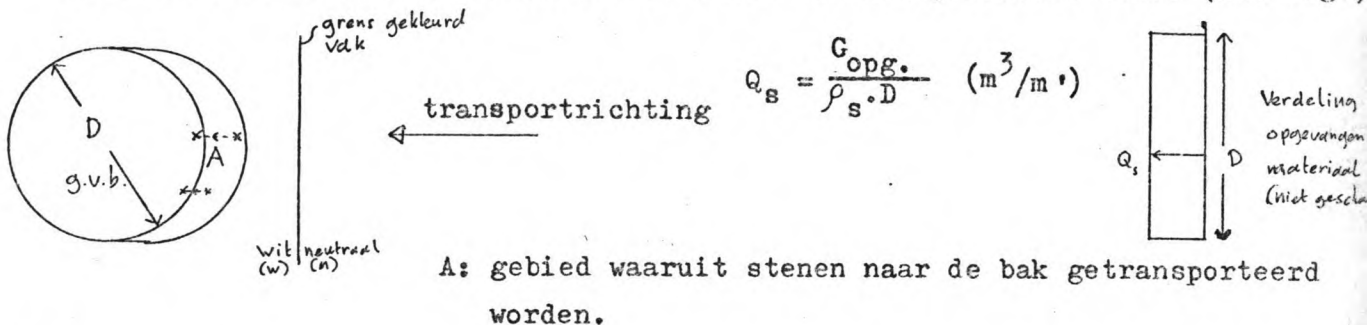 grens gekleurd
vak
D
A
g.v.b.
wit neutraal
(w) (n)
transportrichting
Q_s = G_opg. / ρ_s . D (m³/m')
Q_s
D
Verdeling
opgevangen
materiaal
(niet
A: gebied waaruit stenen naar de bak getransporteerd
worden.